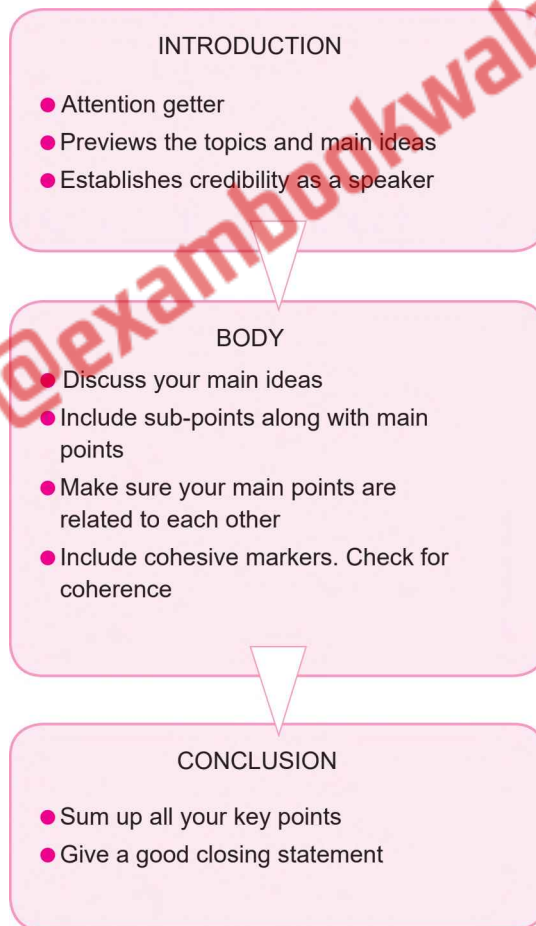 INTRODUCTION
● Attention getter
● Previews the topics and main ideas
● Establishes credibility as a speaker
@exambookwal
BODY
● Discuss your main ideas
● Include sub-points along with main
points
● Make sure your main points are
related to each other
● Include cohesive markers. Check for
coherence
CONCLUSION
● Sum up all your key points
● Give a good closing statement